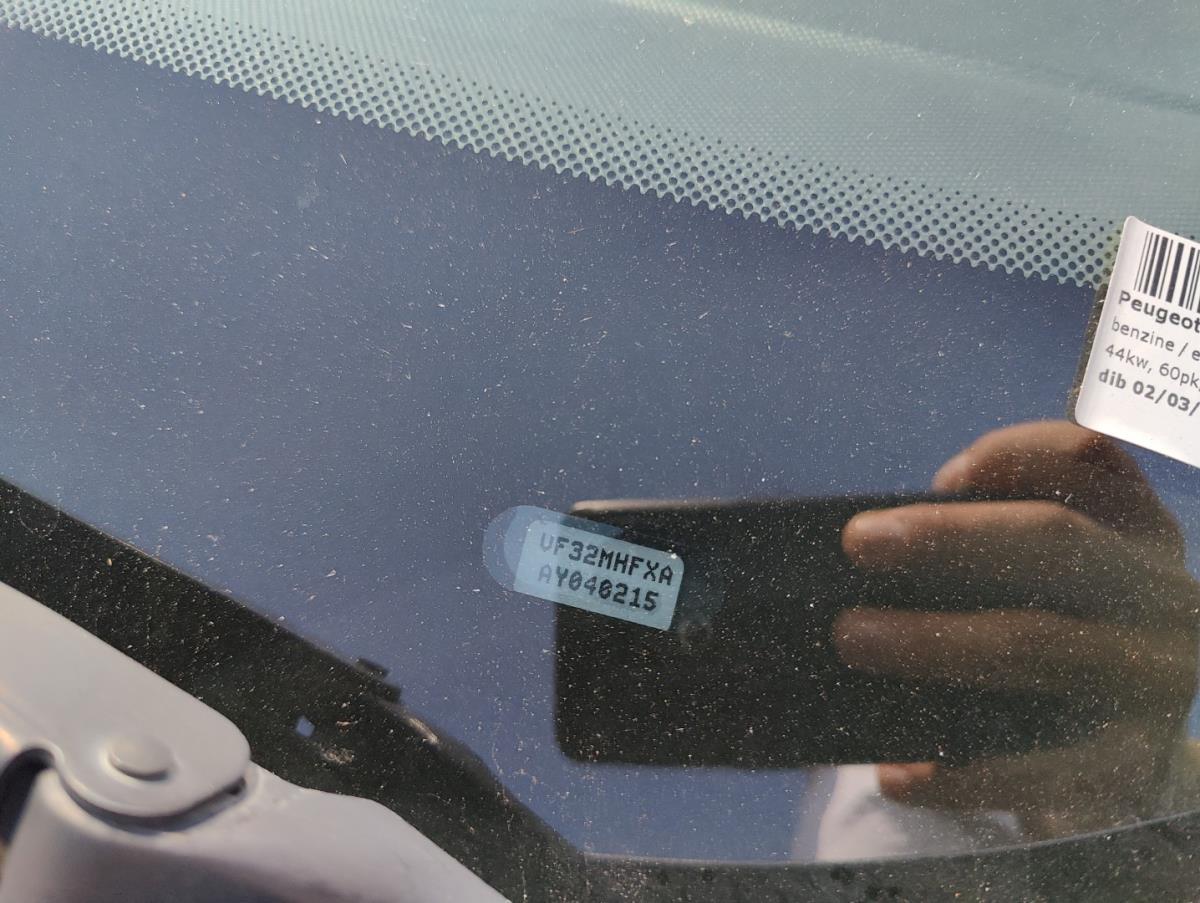 Peugeot
benzine / e
44kw, 60pk,
dib 02/03/
VF32MHFXA
AY040215